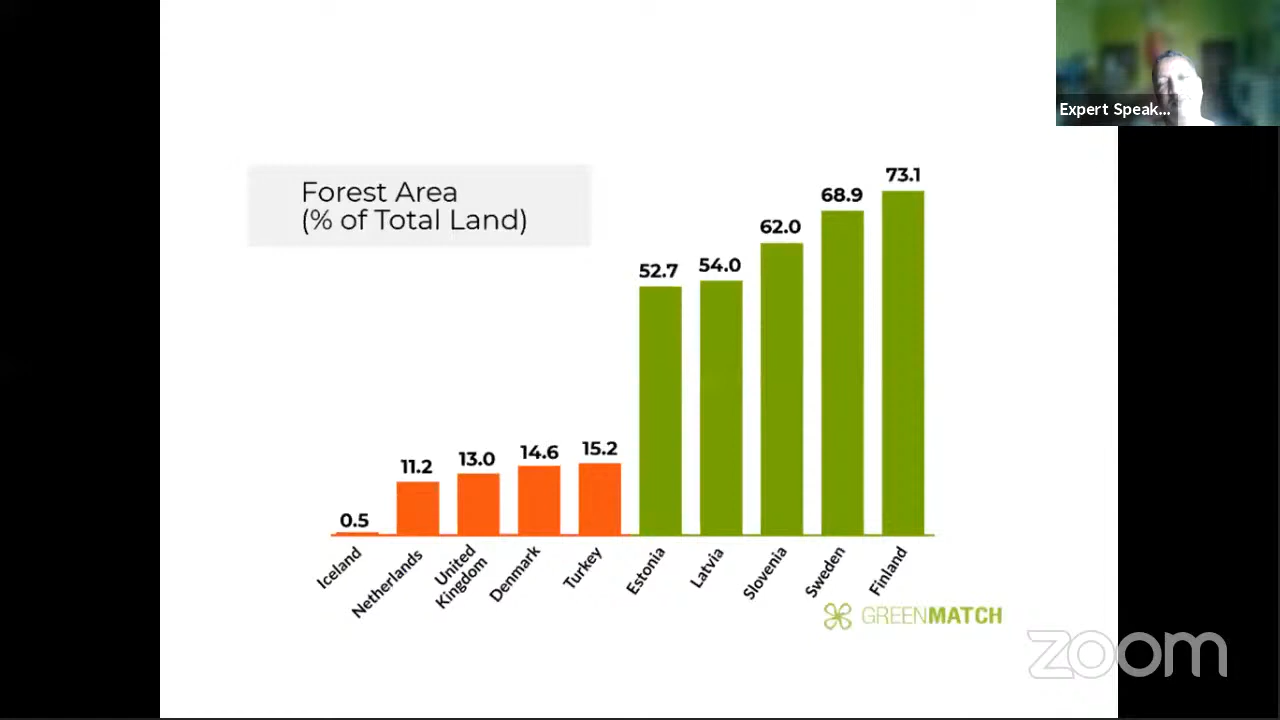 Expert Speak...
Forest Area
(% of Total Land)
73.1
68.9
62.0
54.0
52.7
15.2
14.6
13.0
11.2
0.5
Iceland
Netherlands
United
Kingdom
Denmark
Turkey
Estonia
Latvia
Slovenia
Sweden
Finland
GREENMATCH
zoom